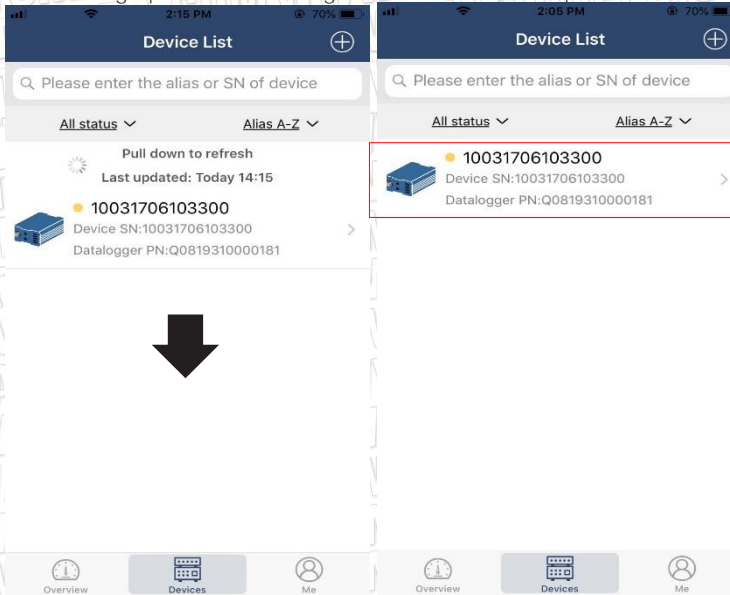 2:15 PM
70%
Device List
Please enter the alias or SN of device
All status
Alias A-Z
Pull down to refresh
Last updated: Today 14:15
10031706103300
Device SN:10031706103300
Datalogger PN:Q0819310000181
Overview
Devices
Me
2:05 PM
70%
Device List
Please enter the alias or SN of device
All status
Alias A-Z
10031706103300
Device SN:10031706103300
Datalogger PN:Q0819310000181
Overview
Devices
Me